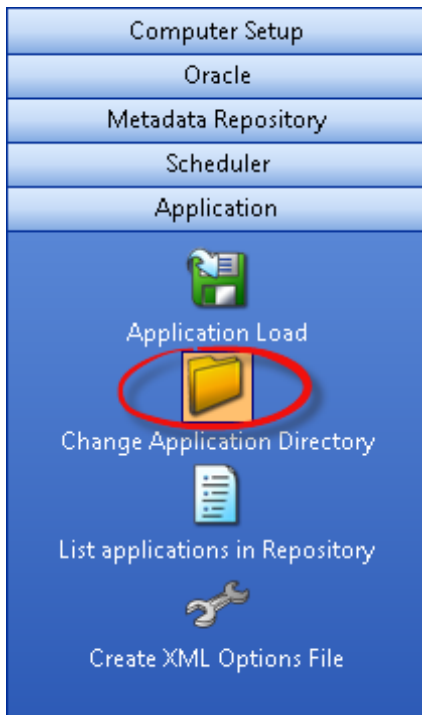 Computer Setup
Oracle
Metadata Repository
Scheduler
Application
Application Load
Change Application Directory
List applications in Repository
Create XML Options File